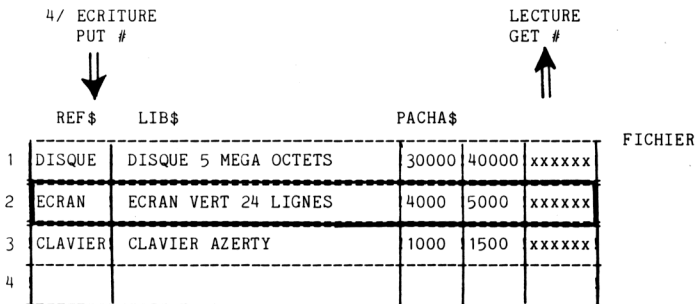 4/ ECRITURE LECTURE
PUT # GET #
REF$ LIB$ PACHA$
FICHIER
1 DISQUE DISQUE 5 MEGA OCTETS 30000 40000 xxxxxx
2 ECRAN ECRAN VERT 24 LIGNES 4000 5000 xxxxxx
3 CLAVIER CLAVIER AZERTY 1000 1500 xxxxxx
4